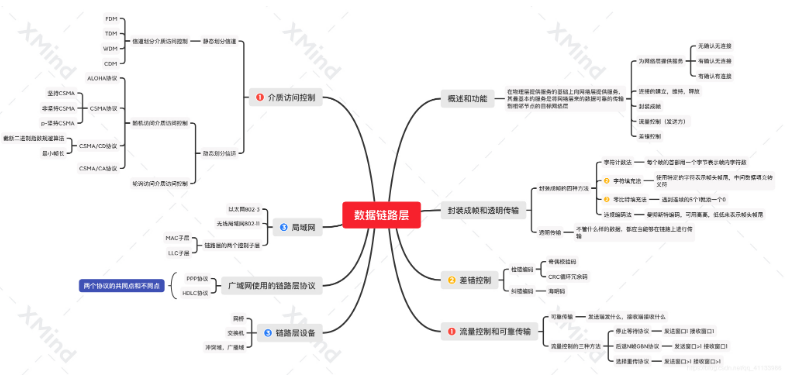 数据链路层
概述和功能
在物理层提供服务的基础上向网络层提供服务,
其最基本的服务是将网络层来的数据可靠的传输
到相邻节点的目标网络层
为网络层提供服务
无确认无连接
有确认无连接
有确认有连接
连接的建立、维持、释放
封装成帧
流量控制(发送方)
差错控制
封装成帧和透明传输
封装成帧的四种方法
字符计数法
每个帧的首部用一个字节表示帧的字符数
字符填充法
使用特定的字符表示帧头帧尾,中间数据项义转
义符
零比特填充法
遇到连续的5个1就添一个0
违规编码法
曼彻斯特编码,可用高高,低低来表示帧头帧尾
透明传输
不管什么样的数据,都应当能够在链路上进行传
输
2 差错控制
检错编码
奇偶校验码
CRC循环冗余码
纠错编码
海明码
1 流量控制和可靠传输
可靠传输
发送端发什么,接收端接收什么
流量控制的三种方法
停止等待协议
发送窗口1 接收窗口1
后退N帧GBN协议
发送窗口>1 接收窗口1
选择重传协议
发送窗口>1 接收窗口>1
1 介质访问控制
静态划分信道
信道划分介质访问控制
FDM
TDM
WDM
CDM
动态划分信道
随机访问介质访问控制
ALOHA协议
CSMA协议
坚持CSMA
非坚持CSMA
p-坚持CSMA
CSMA/CD协议
截断二进制指数规避算法
最小帧长
CSMA/CA协议
轮询访问介质访问控制
3 局域网
以太网802.3
无线局域网802.11
链路层的两个控制子层
MAC子层
LLC子层
广域网使用的链路层协议
PPP协议
HDLC协议
两个协议的共同点和不同点
3 链路层设备
网桥
交换机
冲突域,广播域
XMind
XMind
XMind
XMind